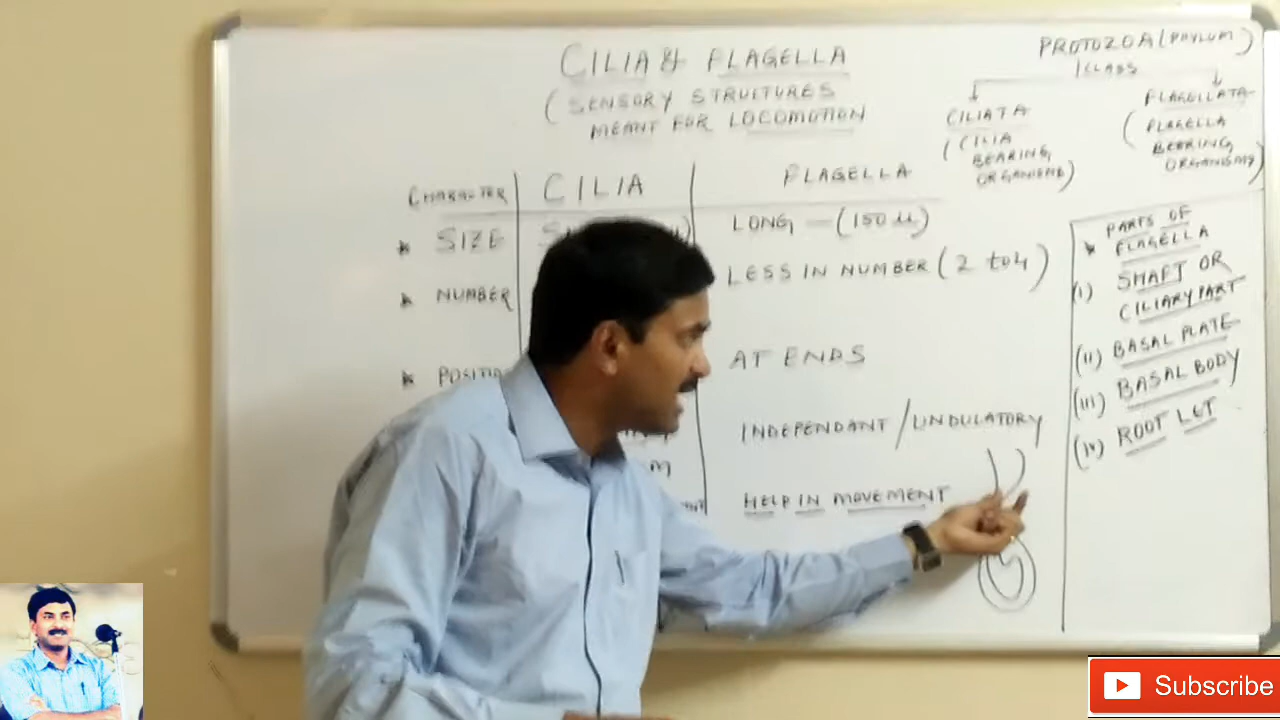 CILIA & FLAGELLA
(SENSORY STRUCTURES
MEANT FOR LOCOMOTION
PROTOZOA (PHYLUM)
CLASS
CILIATA
(CILIA
BEARING
ORGANISMS)
FLAGELLATA
(FLAGELLA
BEARING
ORGANISMS)
CHARACTER
CILIA
FLAGELLA
SIZE
LONG - (150 µ)
NUMBER
LESS IN NUMBER (2 to 4)
AT ENDS
INDEPENDANT / UNDULATORY
HELP IN MOVEMENT
PARTS OF
FLAGELLA
(I) SHAFT OR
CILIARY PART
(II) BASAL PLATE
(III) BASAL BODY
(IV) ROOT LET
Subscribe